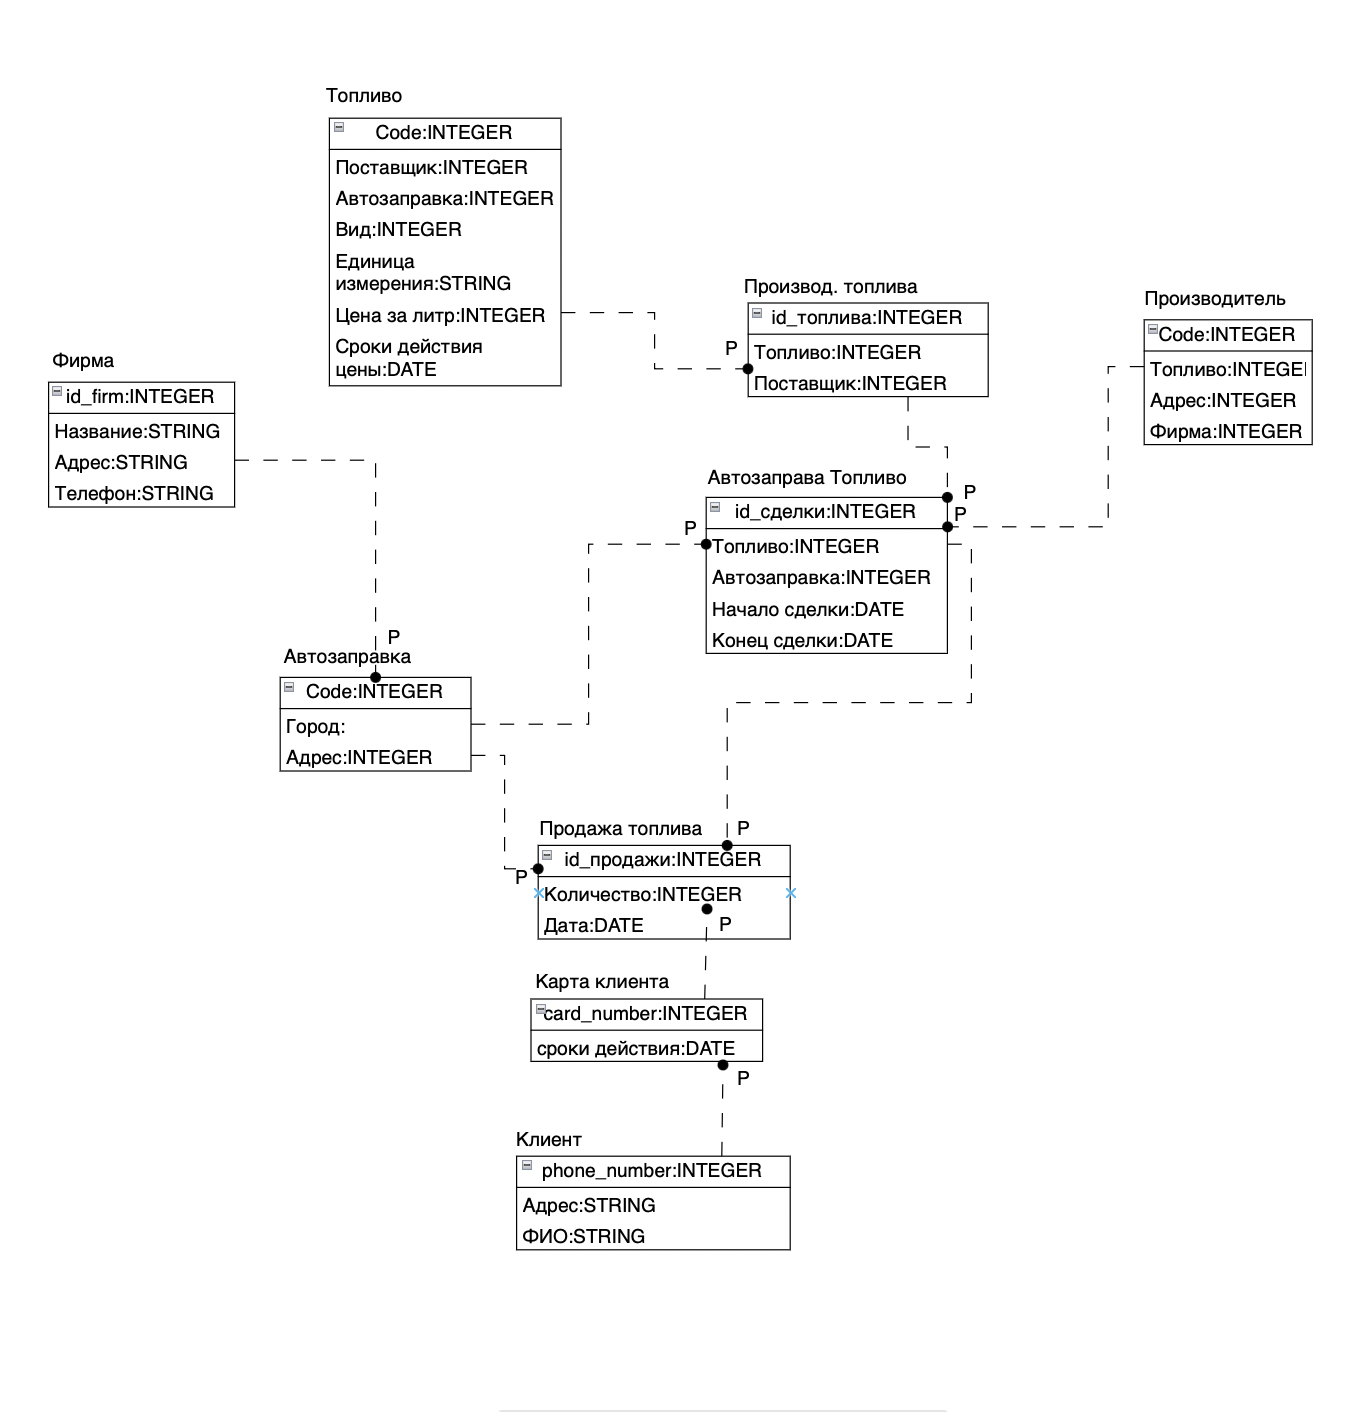 Топливо
Code:INTEGER
Поставщик:INTEGER
Автозаправка:INTEGER
Вид:INTEGER
Единица
измерения:STRING
Цена за литр:INTEGER
Сроки действия
цены:DATE
Производ. топлива
id_топлива:INTEGER
Топливо:INTEGER
Поставщик:INTEGER
P
Производитель
Code:INTEGER
Топливо:INTEGE
Адрес:INTEGER
Фирма:INTEGER
Фирма
id_firm:INTEGER
Название:STRING
Адрес:STRING
Телефон:STRING
Автозаправа Топливо
P
P
P
id_сделки:INTEGER
Топливо:INTEGER
Автозаправка:INTEGER
Начало сделки:DATE
Конец сделки:DATE
P
Автозаправка
Code:INTEGER
Город:
Адрес:INTEGER
Продажа топлива
P
P
id_продажи:INTEGER
Количество:INTEGER
Дата:DATE
P
Карта клиента
card_number:INTEGER
сроки действия:DATE
P
Клиент
phone_number:INTEGER
Адрес:STRING
ФИО:STRING